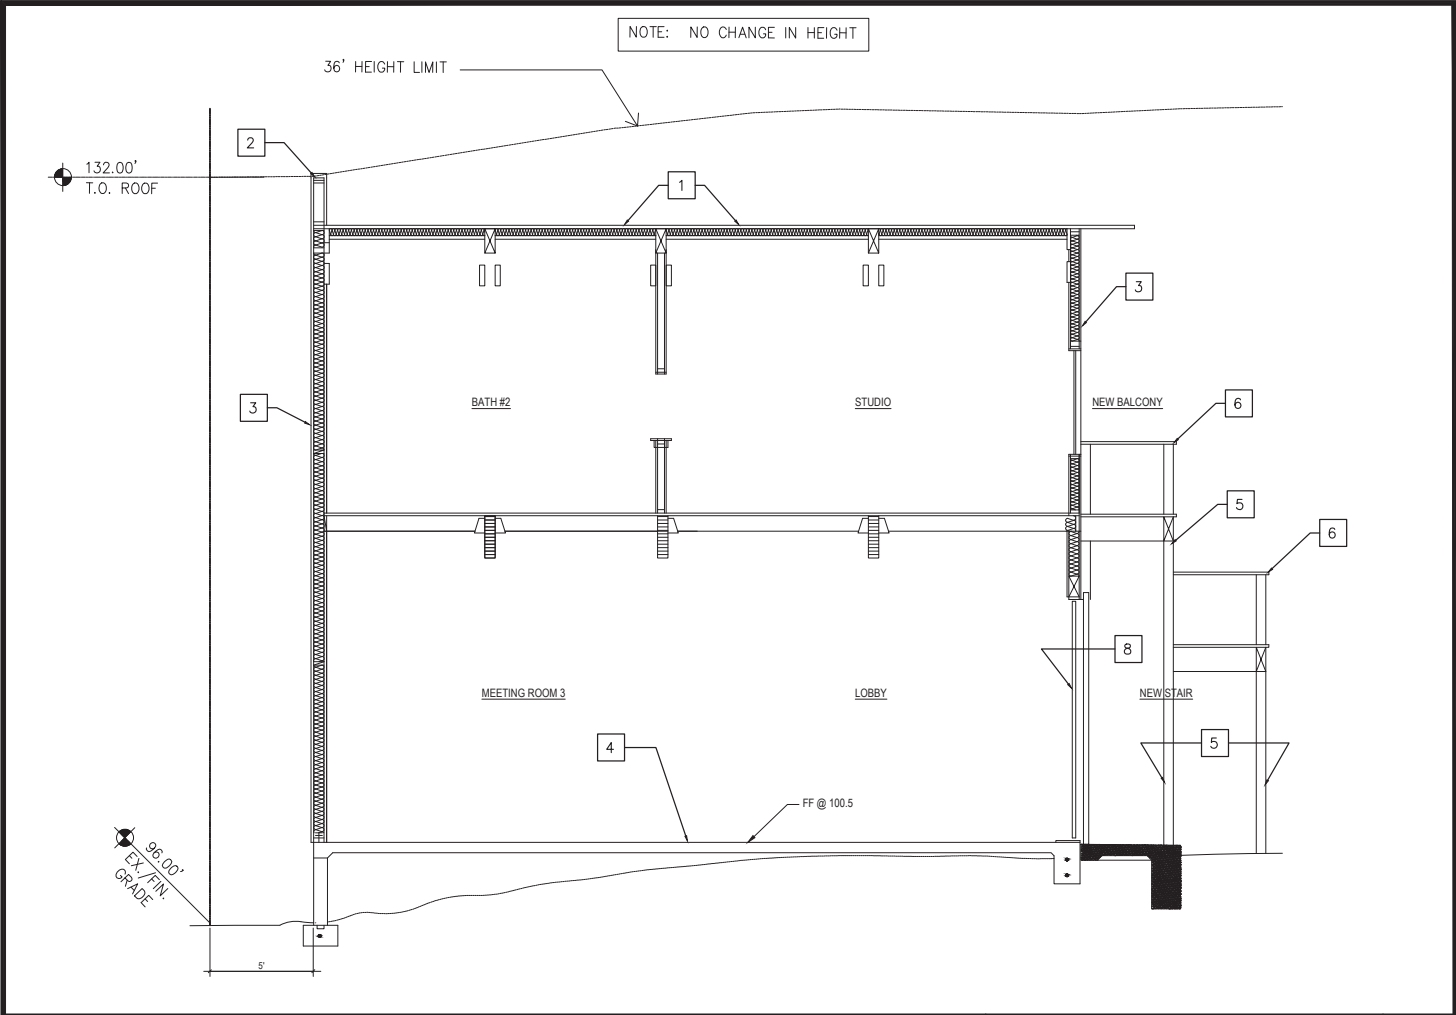 NOTE: NO CHANGE IN HEIGHT
36' HEIGHT LIMIT
2
132.00'
T.O. ROOF
1
3
3
BATH #2
STUDIO
NEW BALCONY
6
5
6
8
MEETING ROOM 3
LOBBY
NEW STAIR
4
5
FF @ 100.5
96.00'
EX./FIN.
GRADE
5'